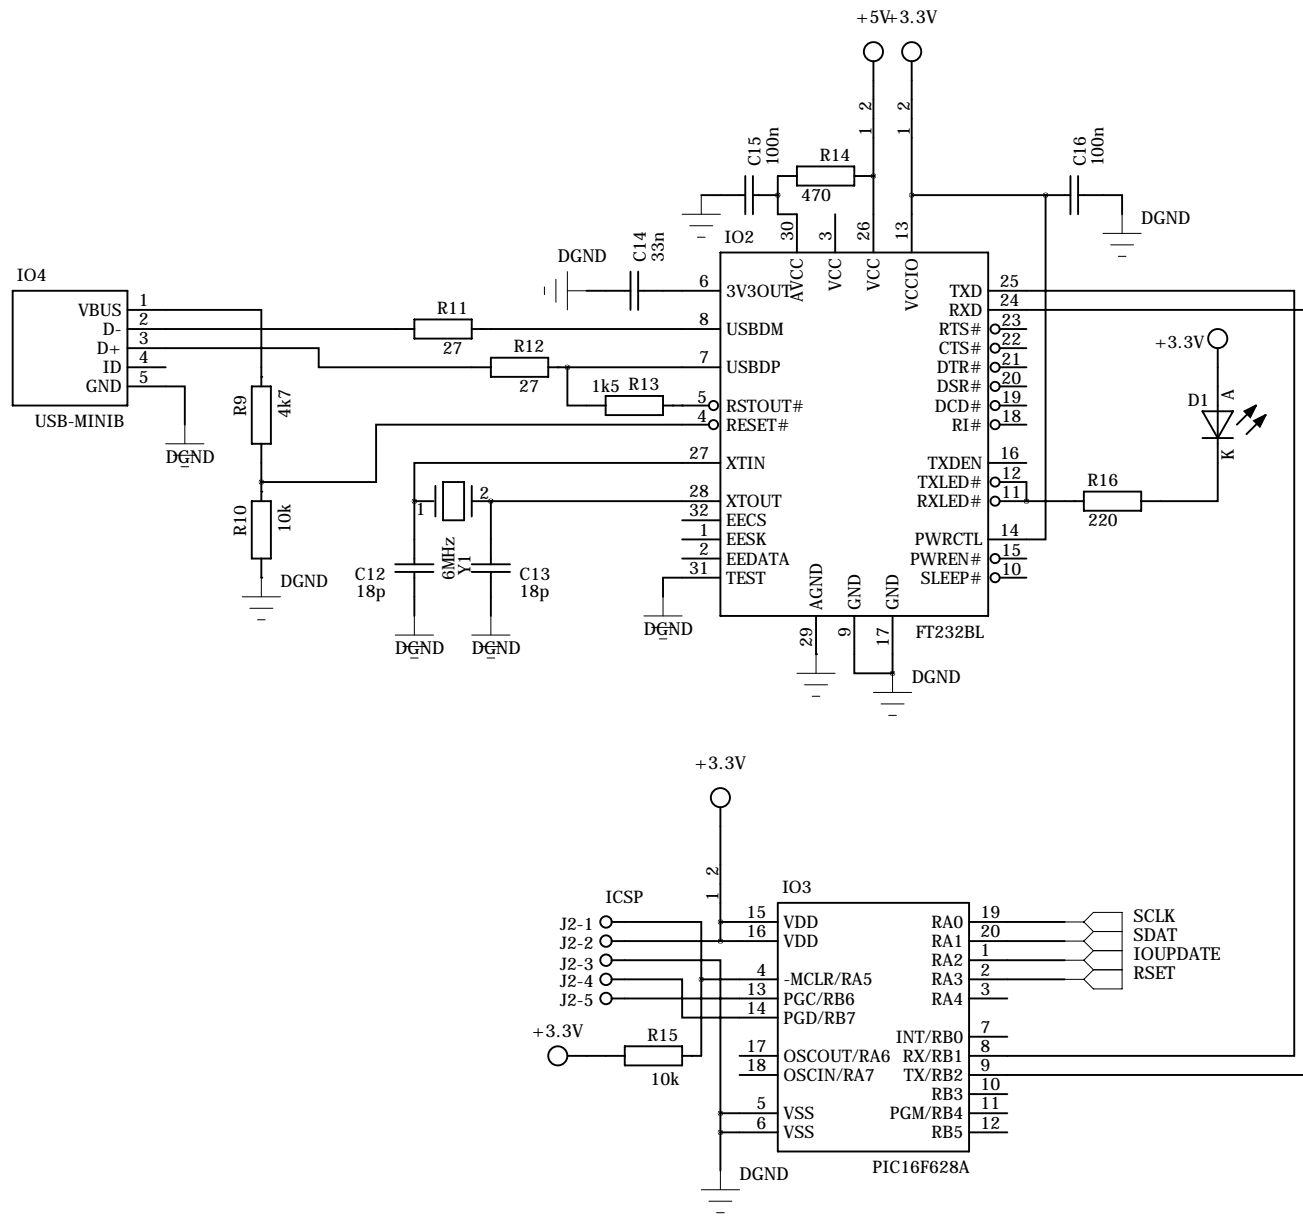 +5V +3.3V
1 2
1 2
C15
100n
R14
470
C16
100n
DGND
30
3
26
13
IO2
AVCC
VCC
VCC
VCCIO
DGND
C14
33n
IO4
VBUS 1
D- 2
D+ 3
ID 4
GND 5
USB-MINIB
DGND
R11
27
R12
27
1k5 R13
R9
4k7
R10
10k
DGND
6 3V3OUT
8 USBDM
7 USBDP
5 RSTOUT#
4 RESET#
27 XTIN
28 XTOUT
32 EECS
1 EESK
2 EEDATA
31 TEST
DGND
1 2
6MHz
Y1
C12
18p
C13
18p
DGND
DGND
TXD 25
RXD 24
RTS# 23
CTS# 22
DTR# 21
DSR# 20
DCD# 19
RI# 18
TXDEN 16
TXLED# 12
RXLED# 11
PWRCTL 14
PWREN# 15
SLEEP# 10
AGND
GND
GND
29
9
17
FT232BL
DGND
+3.3V
D1
A
K
R16
220
+3.3V
1 2
ICSP
J2-1
J2-2
J2-3
J2-4
J2-5
+3.3V
R15
10k
IO3
15 VDD
16 VDD
4 -MCLR/RA5
13 PGC/RB6
14 PGD/RB7
17 OSCOUT/RA6
18 OSCIN/RA7
5 VSS
6 VSS
RA0 19 SCLK
RA1 20 SDAT
RA2 1 IOUPDATE
RA3 2 RSET
RA4 3
INT/RB0 7
RX/RB1 8
TX/RB2 9
RB3 10
PGM/RB4 11
RB5 12
PIC16F628A
DGND